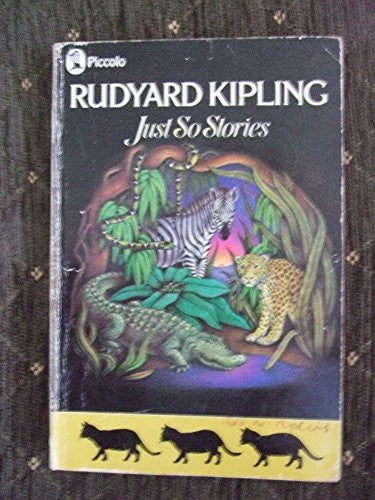 Piccolo
RUDYARD KIPLING
Just So Stories